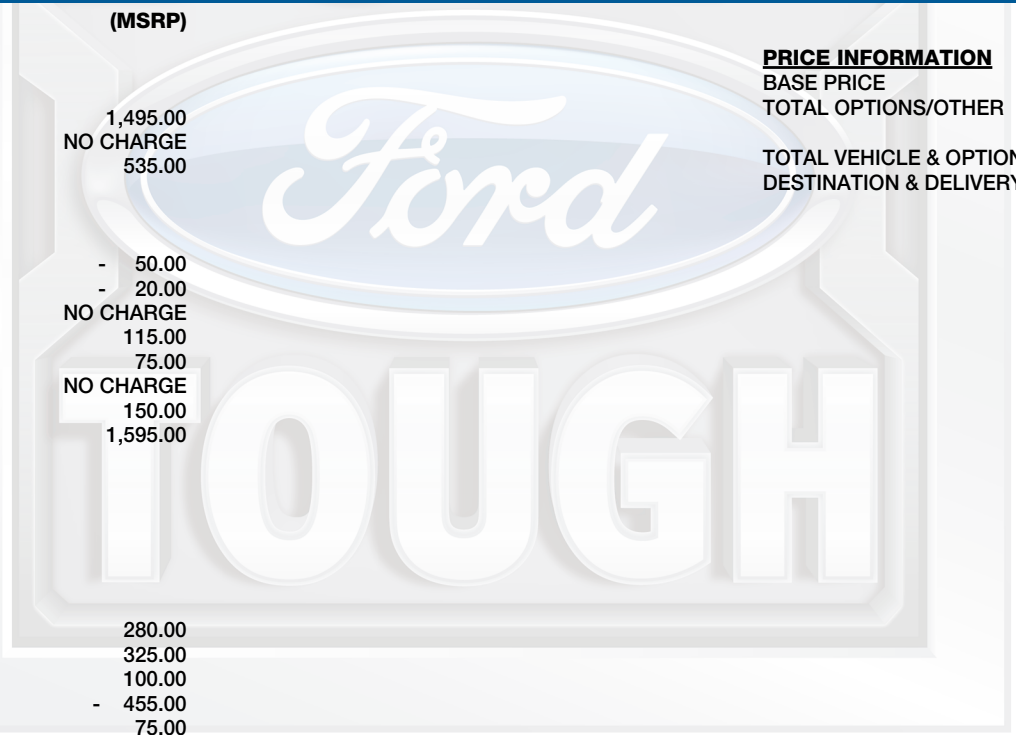 (MSRP)
1,495.00
NO CHARGE
535.00
- 50.00
- 20.00
NO CHARGE
115.00
75.00
NO CHARGE
150.00
1,595.00
280.00
325.00
100.00
- 455.00
75.00
PRICE INFORMATION
BASE PRICE
TOTAL OPTIONS/OTHER
TOTAL VEHICLE & OPTION
DESTINATION & DELIVERY
Ford
TOUGH